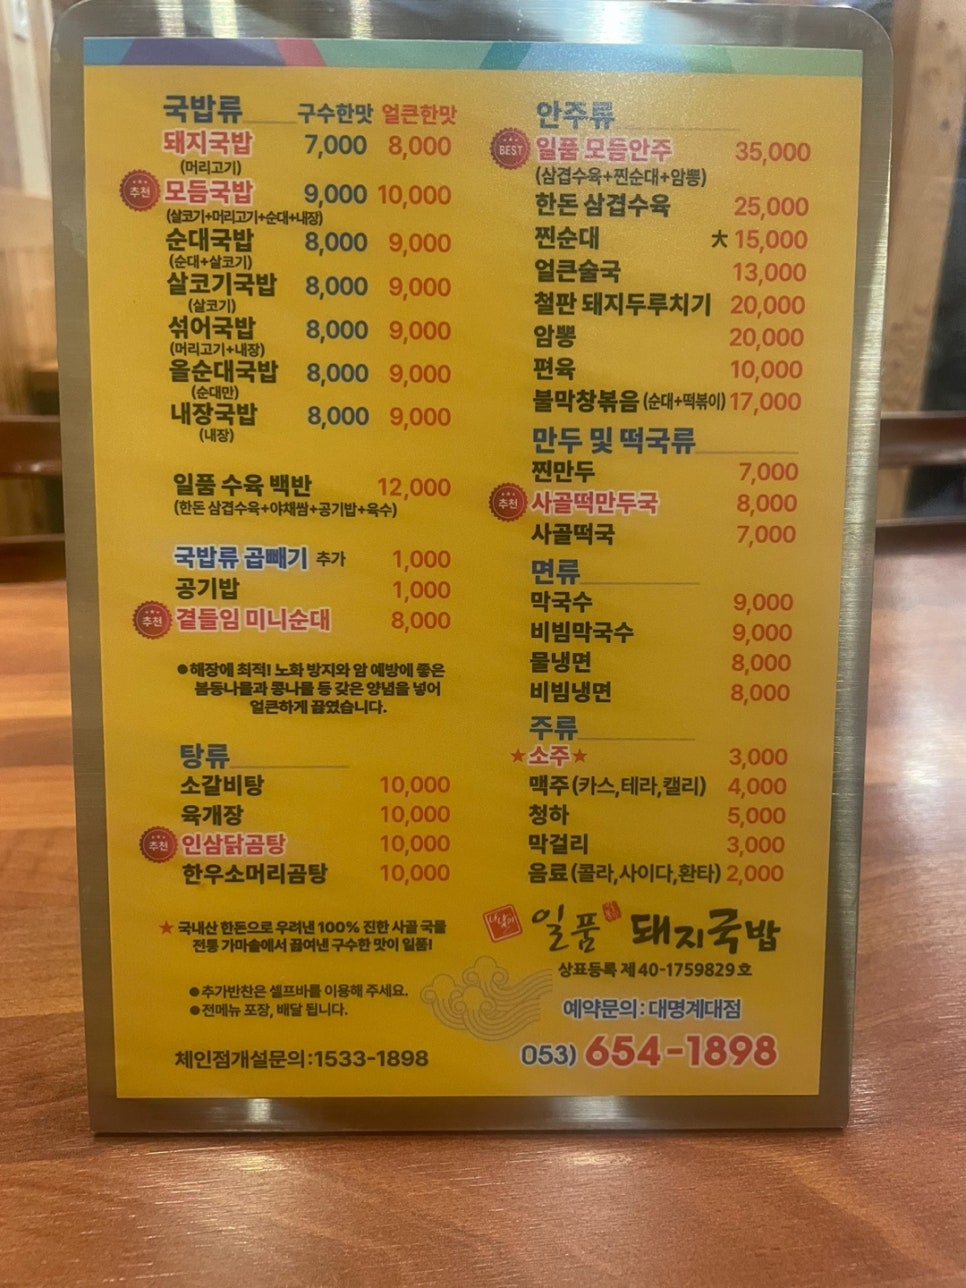 국밥류 구수한맛 얼큰한맛
돼지국밥 7,000 8,000
(머리고기)
추천 모듬국밥 9,000 10,000
(살코기+머리고기+순대+내장)
순대국밥 8,000 9,000
(순대+살코기)
살코기국밥 8,000 9,000
(살코기)
섞어국밥 8,000 9,000
(머리고기+내장)
올순대국밥 8,000 9,000
(순대만)
내장국밥 8,000 9,000
(내장)
일품 수육 백반 12,000
(한돈 삼겹수육+야채쌈+공기밥+육수)
국밥류 곱빼기 추가 1,000
공기밥 1,000
추천 곁들임 미니순대 8,000
●해장에 최적! 노화 방지와 암 예방에 좋은
봄동나물과 콩나물 등 갖은 양념을 넣어
얼큰하게 끓였습니다.
탕류
소갈비탕 10,000
육개장 10,000
추천 인삼닭곰탕 10,000
한우소머리곰탕 10,000
★국내산 한돈으로 우려낸 100% 진한 사골 국물
전통 가마솥에서 끓여낸 구수한 맛이 일품!
●추가반찬은 셀프바를 이용해 주세요.
●전메뉴 포장, 배달 됩니다.
체인점개설문의:1533-1898
안주류
BEST 일품 모듬안주 35,000
(삼겹수육+찐순대+암뽕)
한돈 삼겹수육 25,000
찐순대 大 15,000
얼큰술국 13,000
철판 돼지두루치기 20,000
암뽕 20,000
편육 10,000
불막창볶음 (순대+떡볶이) 17,000
만두 및 떡국류
찐만두 7,000
추천 사골떡만두국 8,000
사골떡국 7,000
면류
막국수 9,000
비빔막국수 9,000
물냉면 8,000
비빔냉면 8,000
주류
★소주★ 3,000
맥주 (카스,테라,캘리) 4,000
청하 5,000
막걸리 3,000
음료 (콜라,사이다,환타) 2,000
일품 돼지국밥
상표등록 제 40-1759829 호
예약문의 : 대명계대점
053) 654-1898